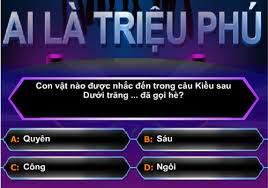 AI LÀ TRIỆU PHÚ
Con vật nào được nhắc đến trong câu Kiều sau
Dưới trăng ... đã gọi hè?
A: Quyên
B: Sáu
C: Công
D: Ngôi